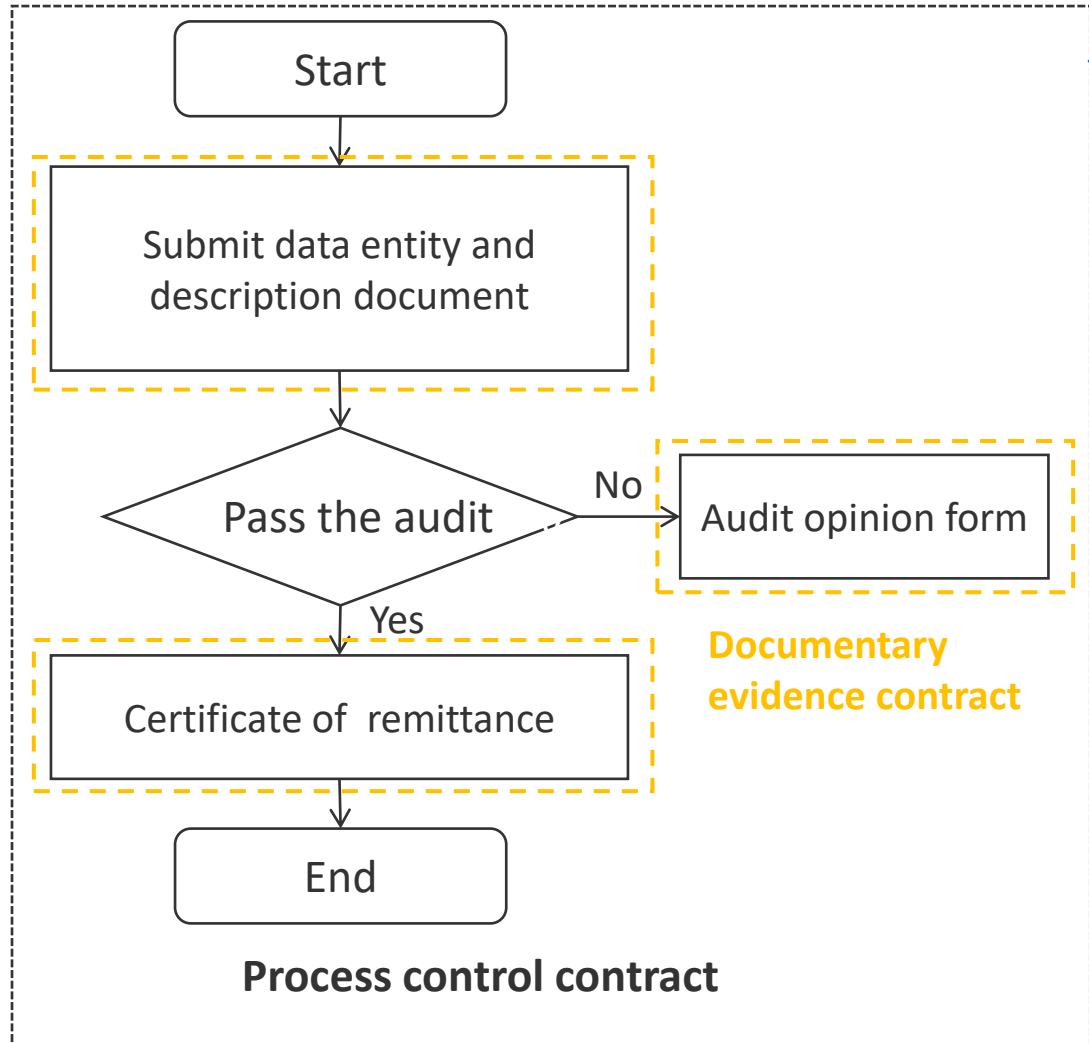 Start
Submit data entity and
description document
Pass the audit
No
Audit opinion form
Yes
Documentary
evidence contract
Certificate of remittance
End
Process control contract